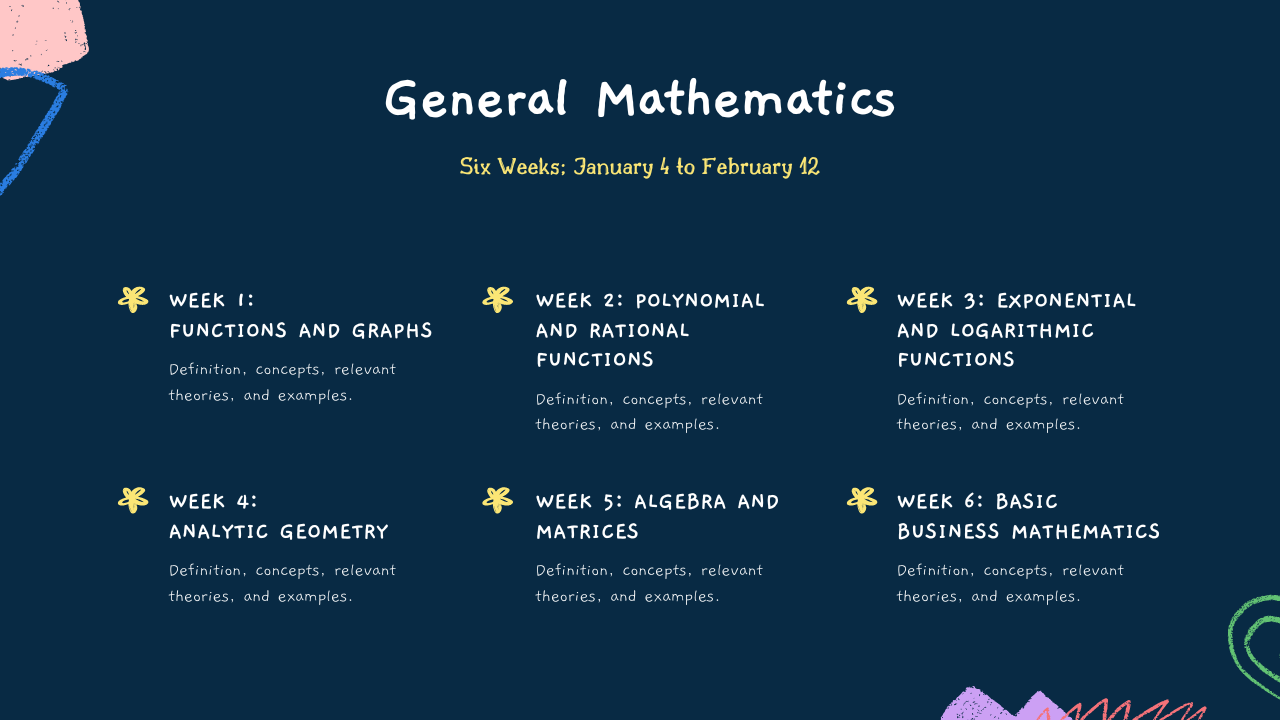 General Mathematics
Six Weeks: January 4 to February 12
WEEK 1:
FUNCTIONS AND GRAPHS
Definition, concepts, relevant
theories, and examples.
WEEK 2: POLYNOMIAL
AND RATIONAL
FUNCTIONS
Definition, concepts, relevant
theories, and examples.
WEEK 3: EXPONENTIAL
AND LOGARITHMIC
FUNCTIONS
Definition, concepts, relevant
theories, and examples.
WEEK 4:
ANALYTIC GEOMETRY
Definition, concepts, relevant
theories, and examples.
WEEK 5: ALGEBRA AND
MATRICES
Definition, concepts, relevant
theories, and examples.
WEEK 6: BASIC
BUSINESS MATHEMATICS
Definition, concepts, relevant
theories, and examples.